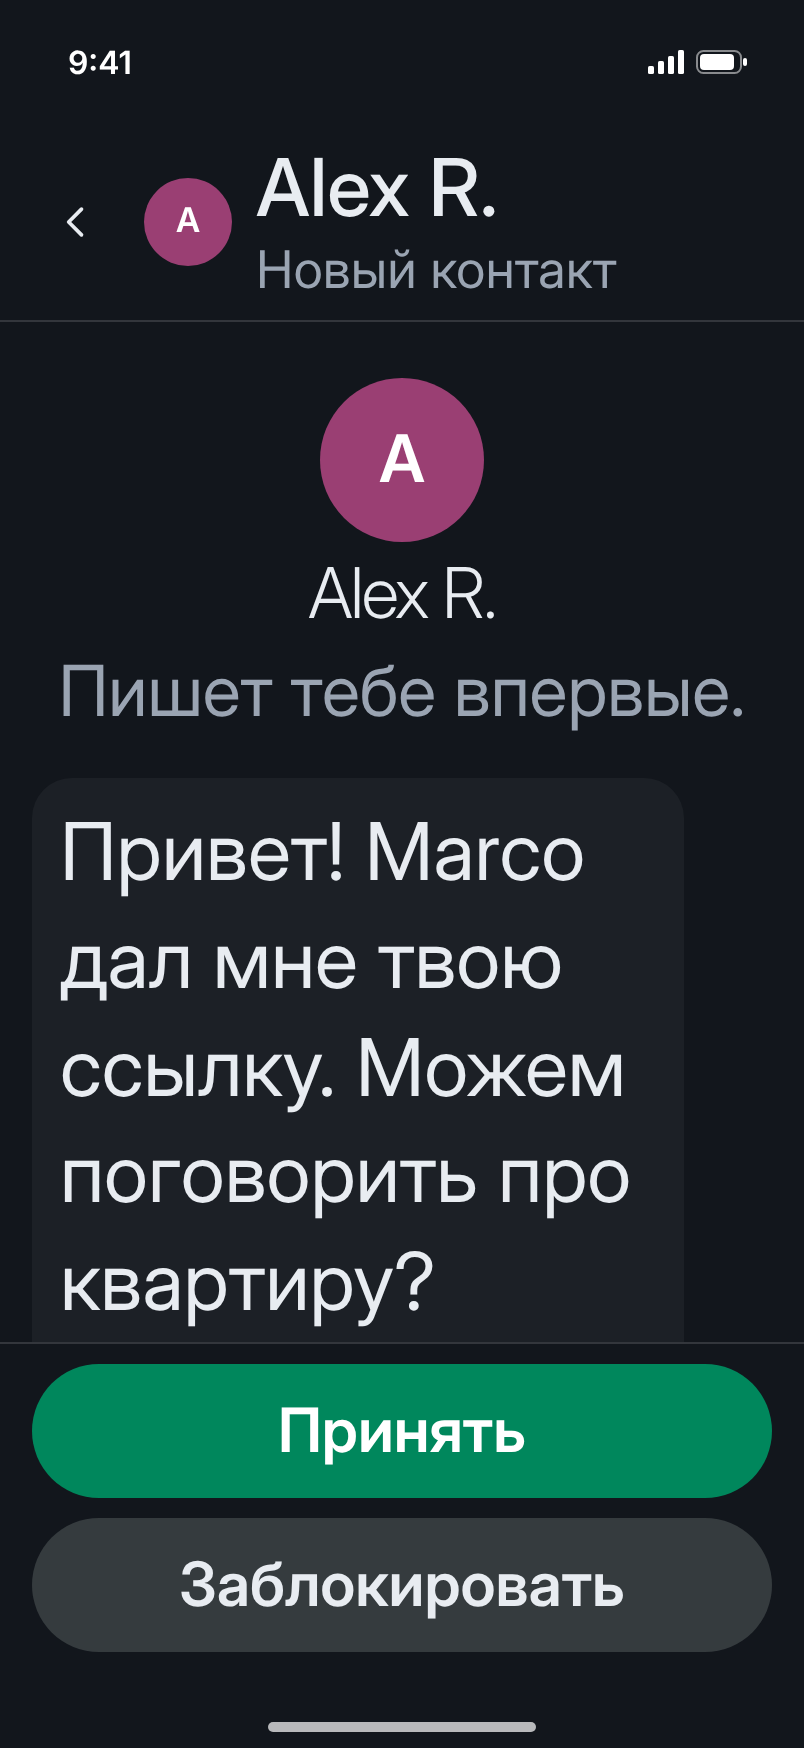 9:41
A
Alex R.
Новый контакт
A
Alex R.
Пишет тебе впервые.
Привет! Marco
дал мне твою
ссылку. Можем
поговорить про
квартиру?
Принять
Заблокировать